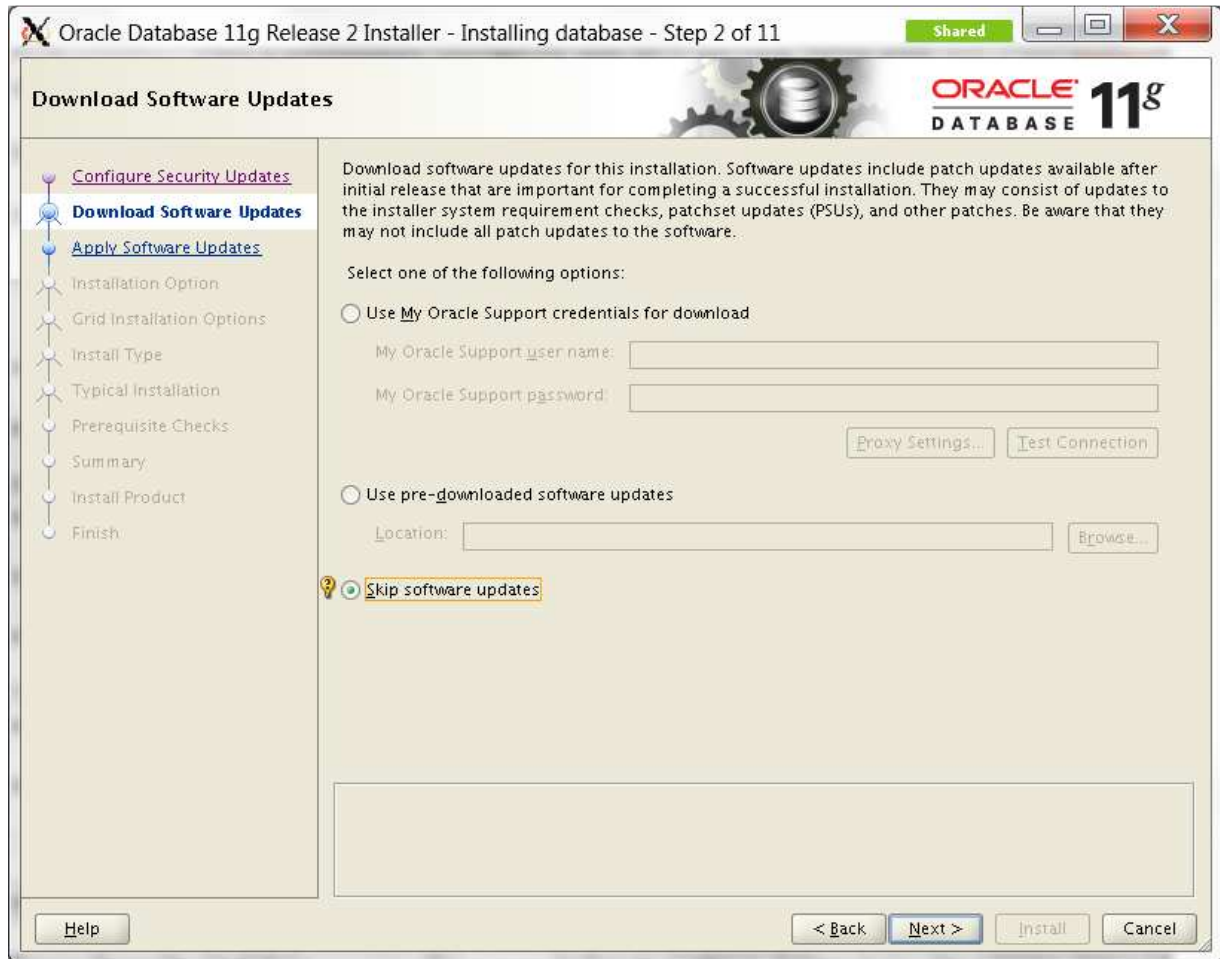 Oracle Database 11g Release 2 Installer - Installing database - Step 2 of 11
Shared
Download Software Updates
ORACLE
DATABASE
11g
Configure Security Updates
Download Software Updates
Apply Software Updates
Installation Option
Grid Installation Options
Install Type
Typical Installation
Prerequisite Checks
Summary
Install Product
Finish
Download software updates for this installation. Software updates include patch updates available after
initial release that are important for completing a successful installation. They may consist of updates to
the installer system requirement checks, patchset updates (PSUs), and other patches. Be aware that they
may not include all patch updates to the software.
Select one of the following options:
Use My Oracle Support credentials for download
My Oracle Support user name:
My Oracle Support password:
Proxy Settings...
Test Connection
Use pre-downloaded software updates
Location:
Browse...
Skip software updates
Help
< Back
Next >
Install
Cancel